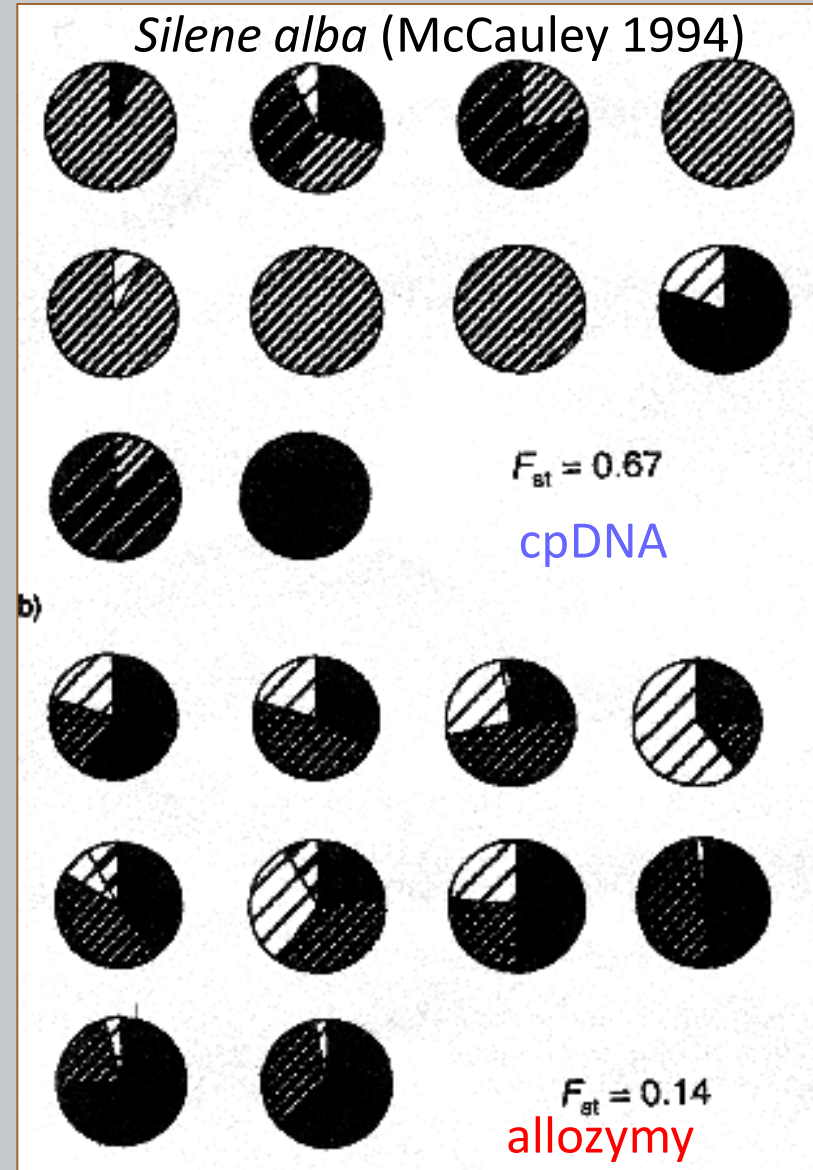 Silene alba (McCauley 1994)
Fst = 0.67
cpDNA
b)
Fst = 0.14
allozymy